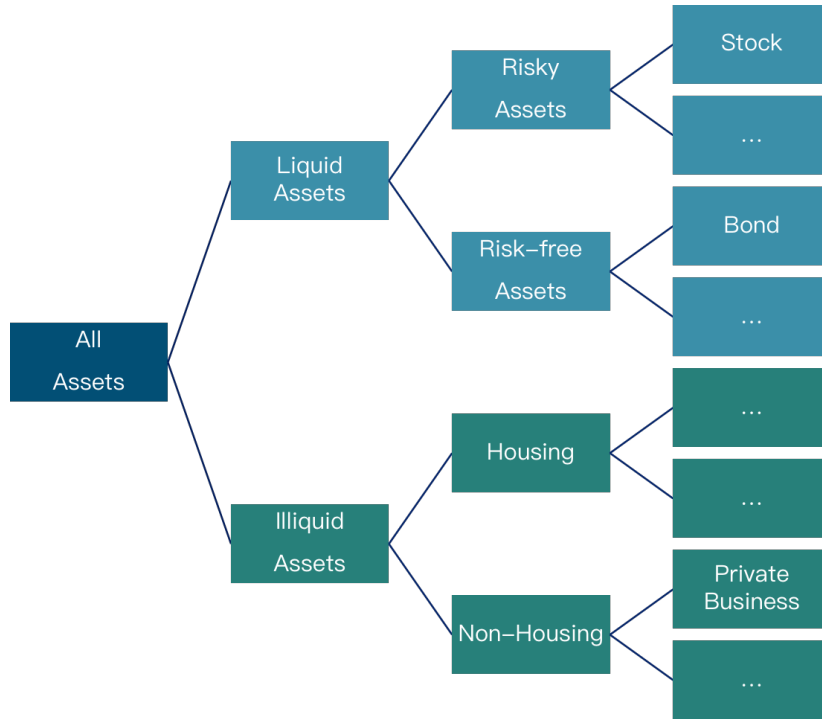 All
Assets
Liquid
Assets
Illiquid
Assets
Risky
Assets
Risk-free
Assets
Housing
Non-Housing
Stock
...
Bond
...
...
...
Private
Business
...